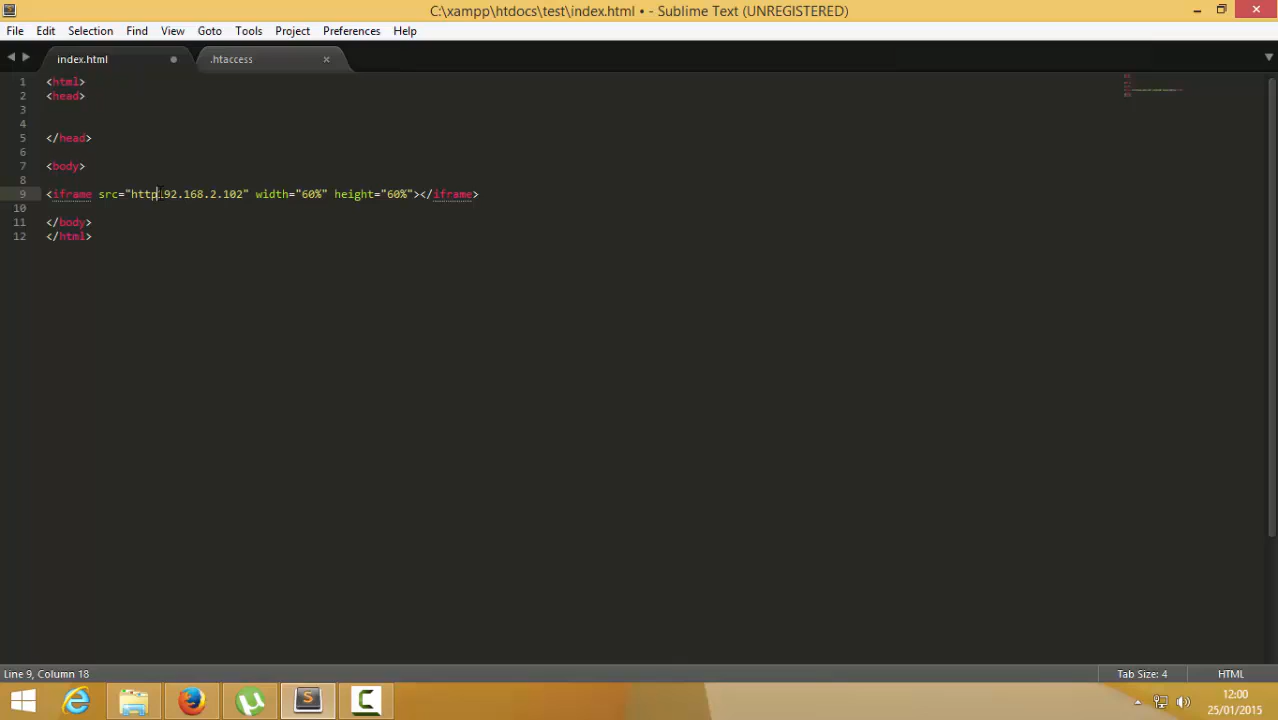 C:\xampp\htdocs\test\index.html • - Sublime Text (UNREGISTERED)
File Edit Selection Find View Goto Tools Project Preferences Help
index.html .htaccess
1 <html>
2 <head>
3
4
5 </head>
6
7 <body>
8
9 <iframe src="http192.168.2.102" width="60%" height="60%"></iframe>
10
11 </body>
12 </html>
Line 9, Column 18 Tab Size: 4 HTML
12:00
25/01/2015